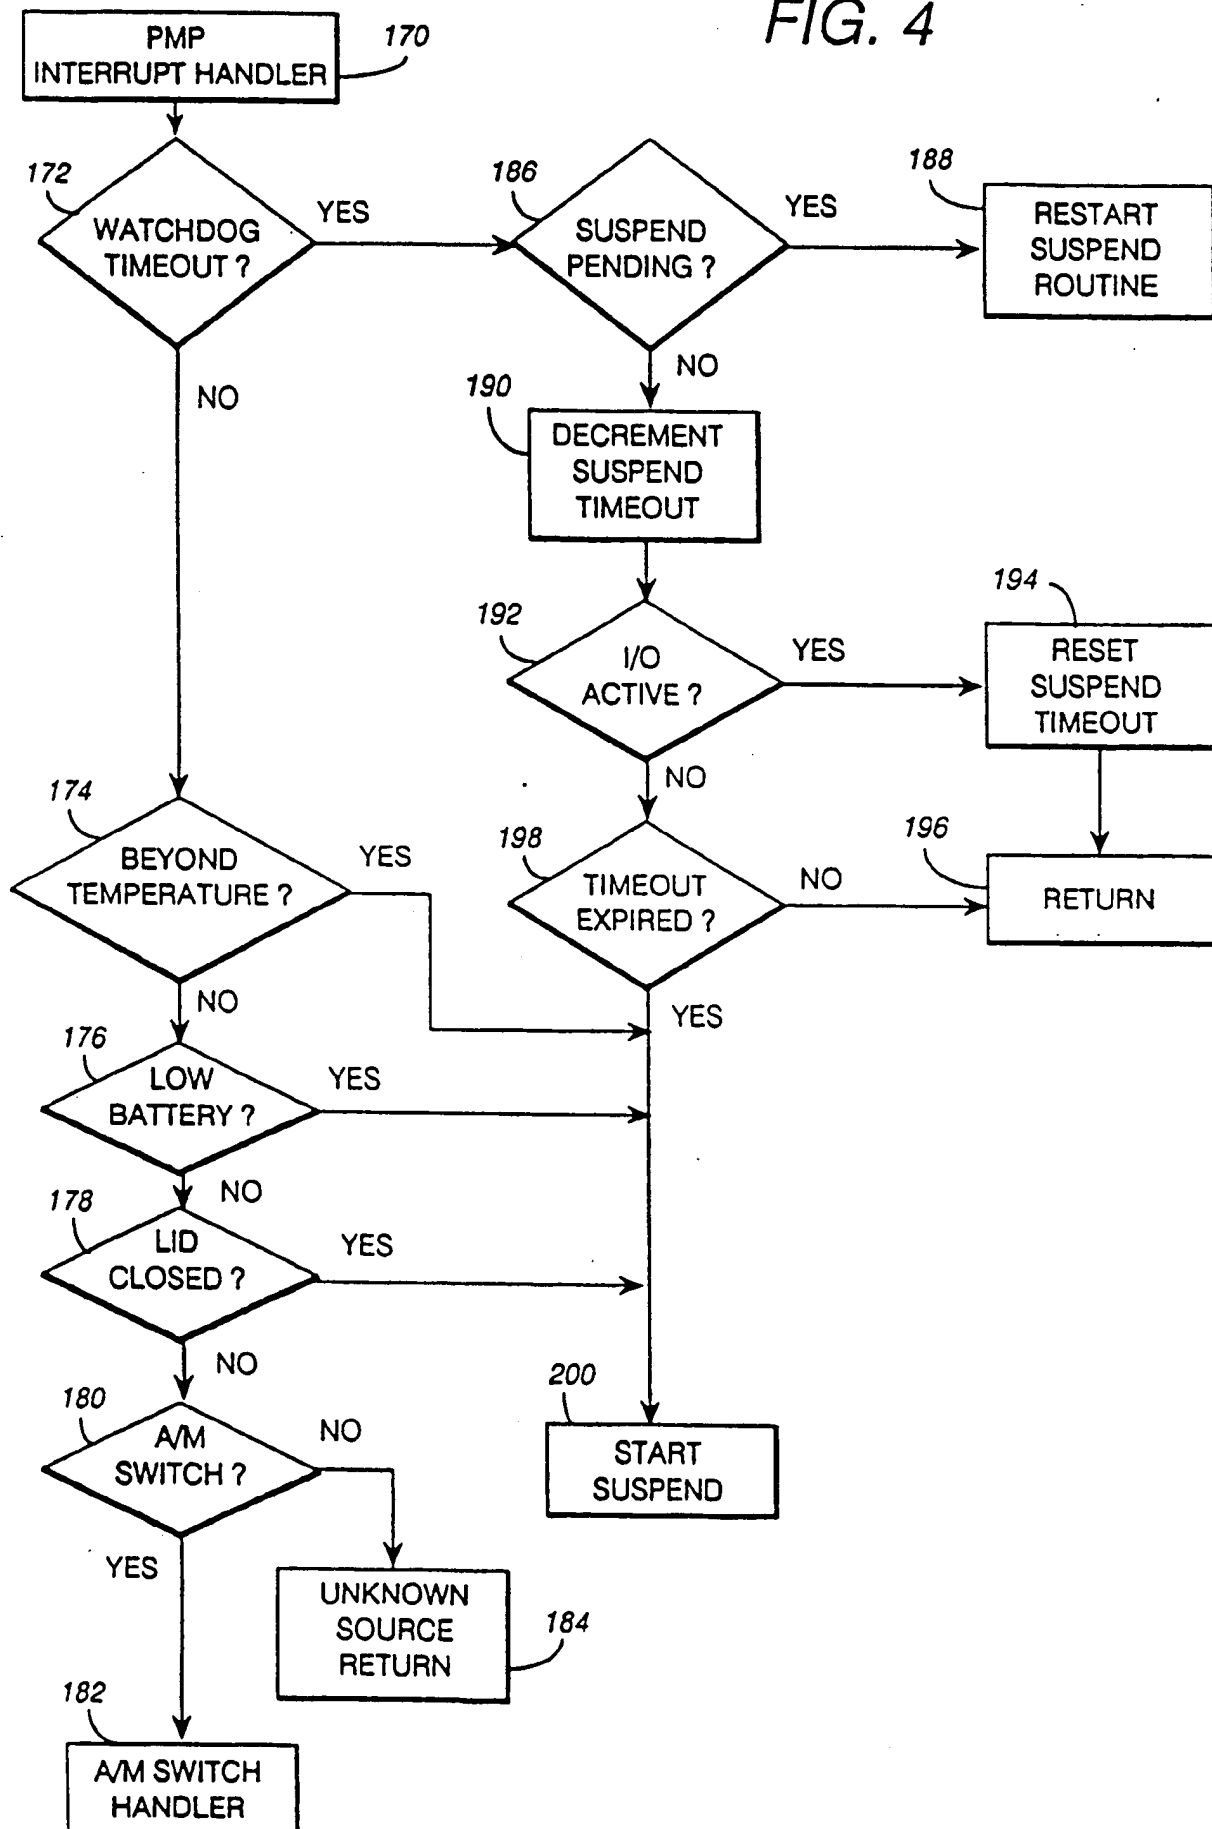 FIG. 4
PMP
INTERRUPT HANDLER
170
172
WATCHDOG
TIMEOUT ?
YES
NO
186
SUSPEND
PENDING ?
YES
NO
188
RESTART
SUSPEND
ROUTINE
190
DECREMENT
SUSPEND
TIMEOUT
192
I/O
ACTIVE ?
YES
NO
194
RESET
SUSPEND
TIMEOUT
174
BEYOND
TEMPERATURE ?
YES
NO
198
TIMEOUT
EXPIRED ?
NO
YES
196
RETURN
176
LOW
BATTERY ?
YES
NO
178
LID
CLOSED ?
YES
NO
180
A/M
SWITCH ?
NO
YES
200
START
SUSPEND
UNKNOWN
SOURCE
RETURN
184
182
A/M SWITCH
HANDLER